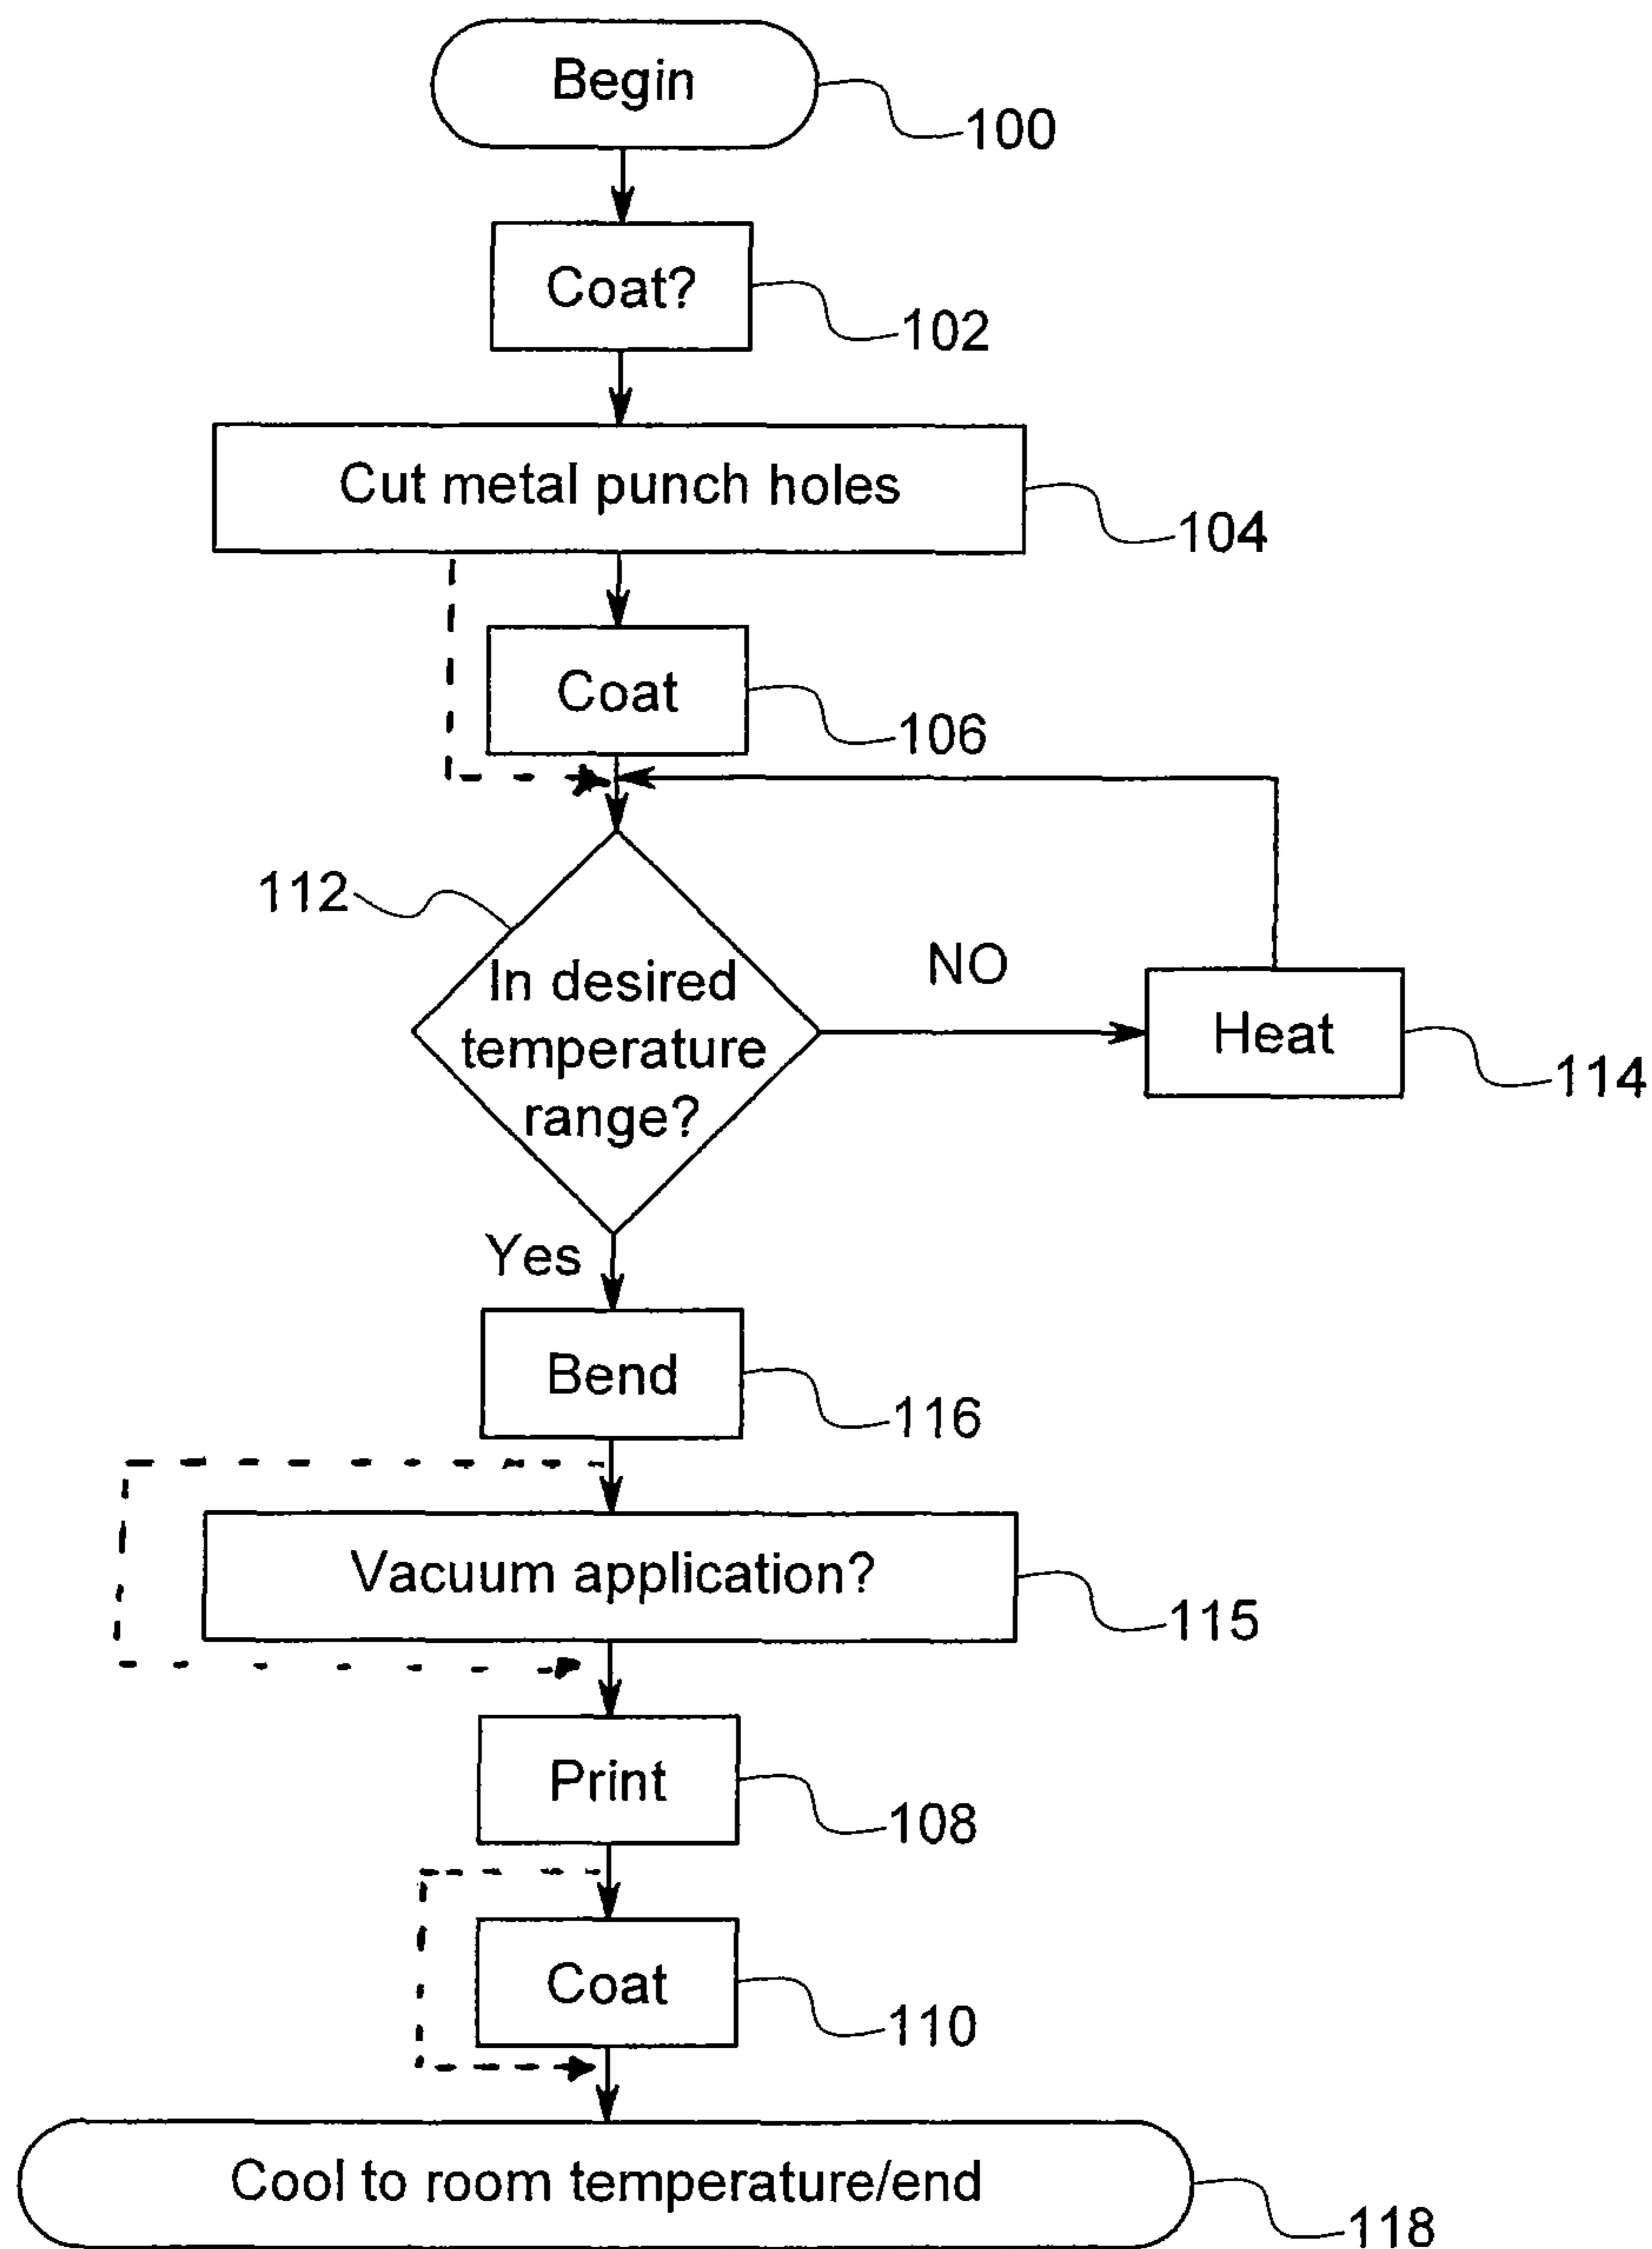 Begin
100
Coat?
102
Cut metal punch holes
104
Coat
106
112
In desired
temperature
range?
NO
Heat
114
Yes
Bend
116
Vacuum application?
115
Print
108
Coat
110
Cool to room temperature/end
118